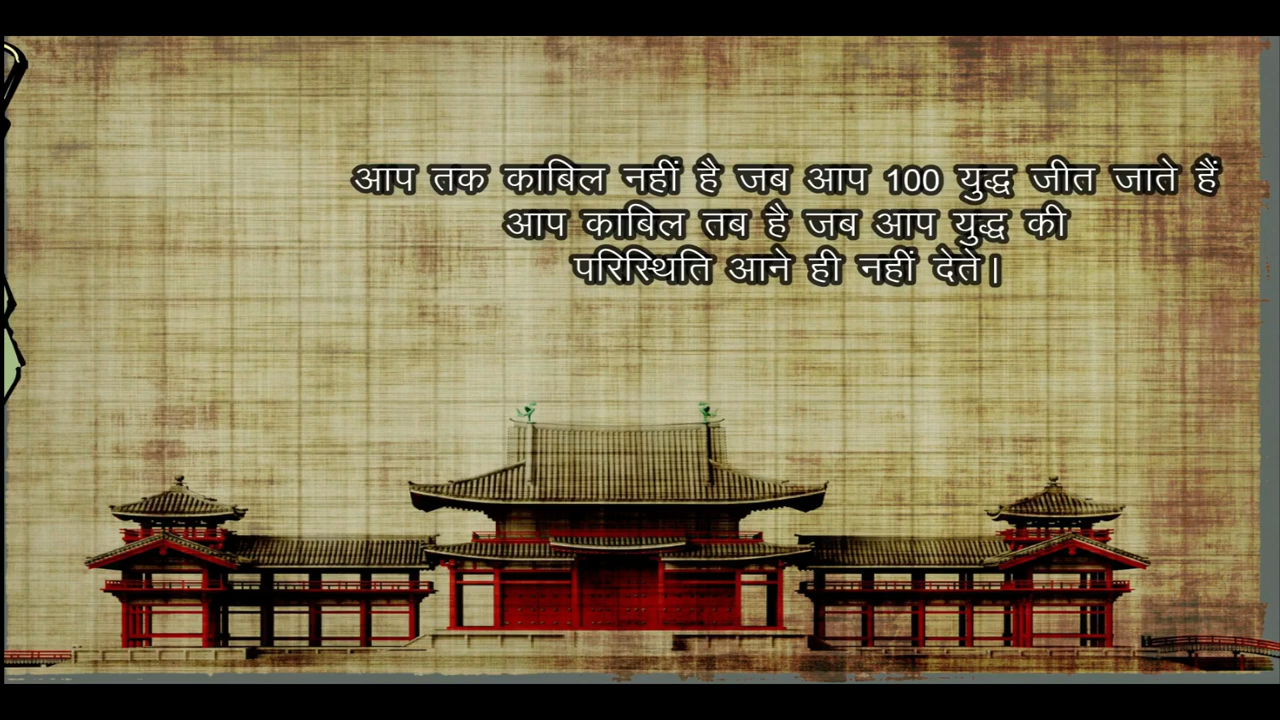 आप तक काबिल नहीं है जब आप 100 युद्ध जीत जाते हैं
आप काबिल तब है जब आप युद्ध की
परिस्थिति आने ही नहीं देते।